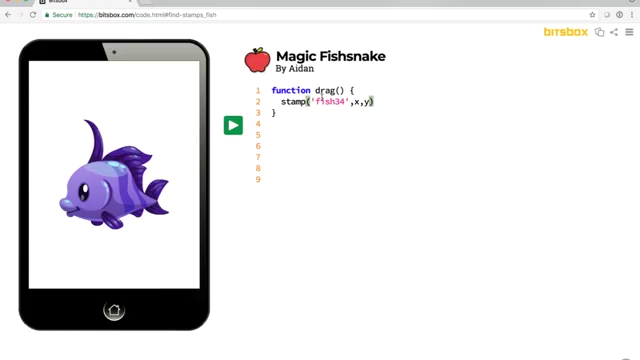 Bitsbox
Secure https://bitsbox.com/code.html#find-stamps_fish
bitsbox
Magic Fishsnake
By Aidan
1 function drag() {
2 stamp('fish34',x,y)
3 }
4
5
6
7
8
9